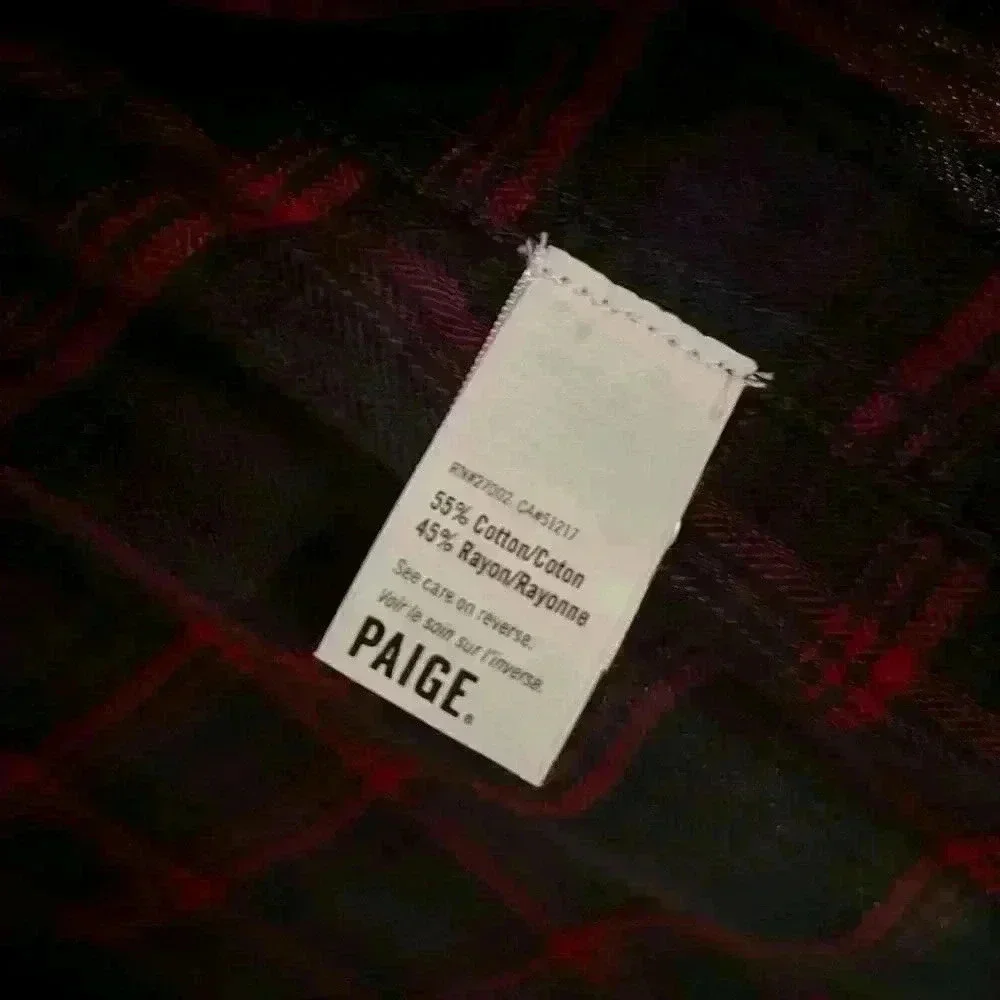 RN#27002. CA#51217
55% Cotton/Coton
45% Rayon/Rayonne
See care on reverse.
Voir le soin sur l'inverse.
PAIGE®